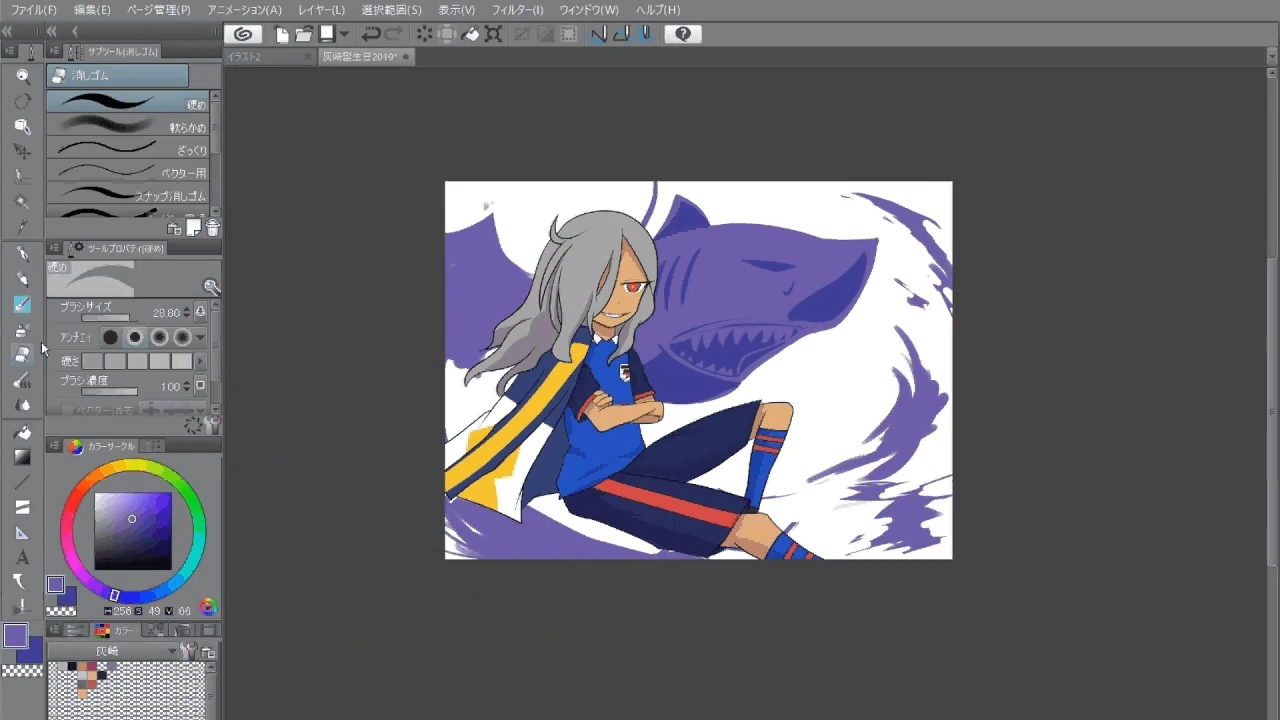 ファイル(F) 編集(E) ページ管理(P) アニメーション(A) レイヤー(L) 選択範囲(S) 表示(V) フィルター(I) ウィンドウ(W) ヘルプ(H)
サブツール[消しゴム]
イラスト2 灰崎誕生日2019*
消しゴム
硬め
軟らかめ
ざっくり
ベクター用
スナップ消しゴム
ツールプロパティ[硬め]
硬め
ブラシサイズ 28.80
硬さ
ブラシ濃度 100
カラーサークル
H 256 S 49 V 66
カラー
灰崎